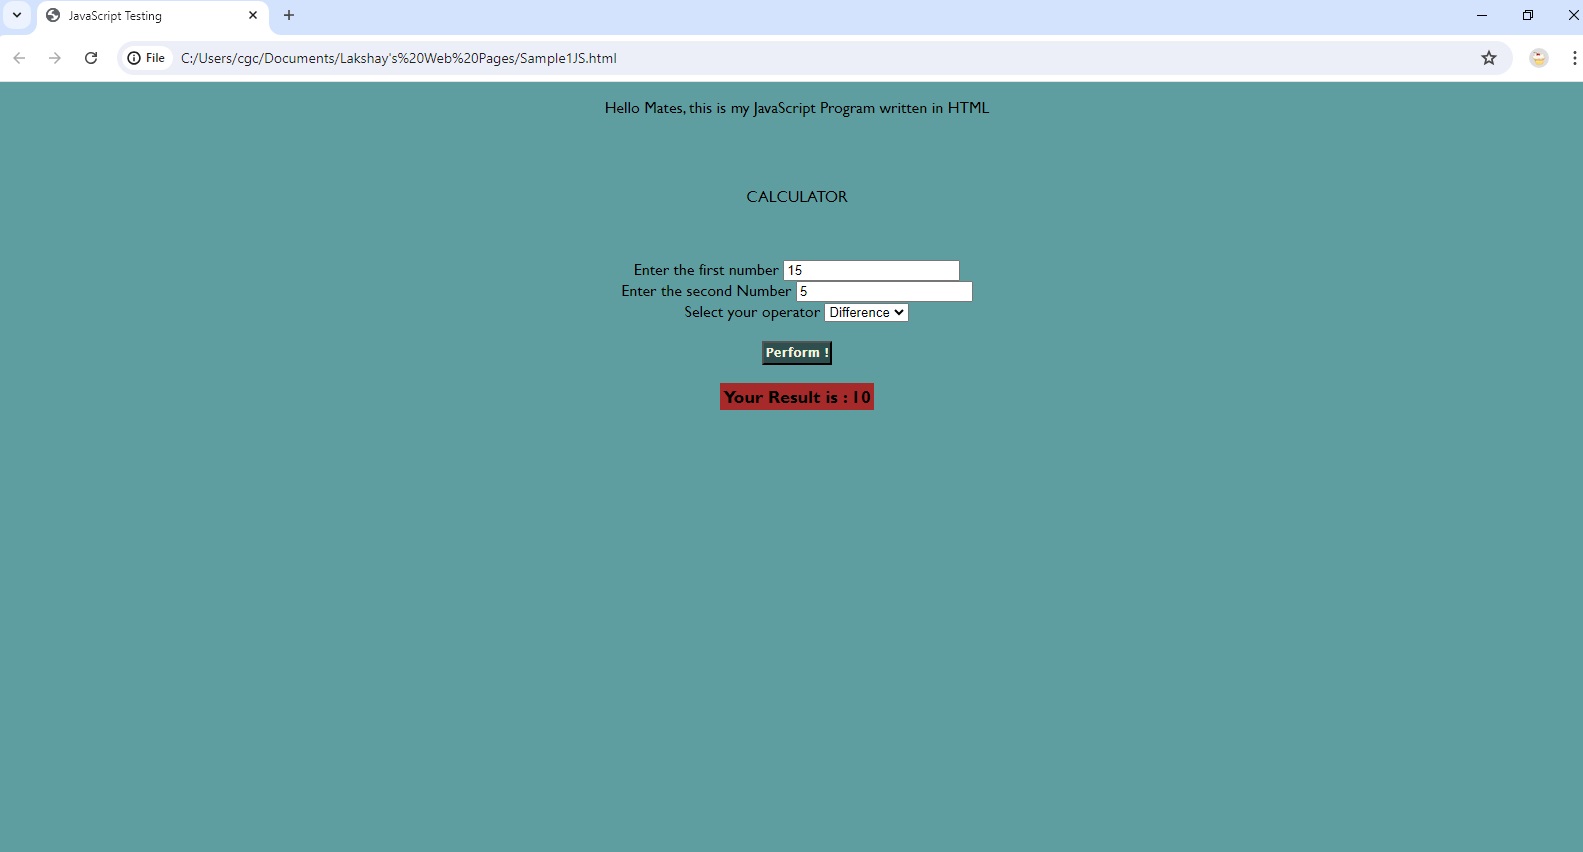 JavaScript Testing
File C:/Users/cgc/Documents/Lakshay's%20Web%20Pages/Sample1JS.html
Hello Mates, this is my JavaScript Program written in HTML
CALCULATOR
Enter the first number 15
Enter the second Number 5
Select your operator Difference
Perform !
Your Result is : 10